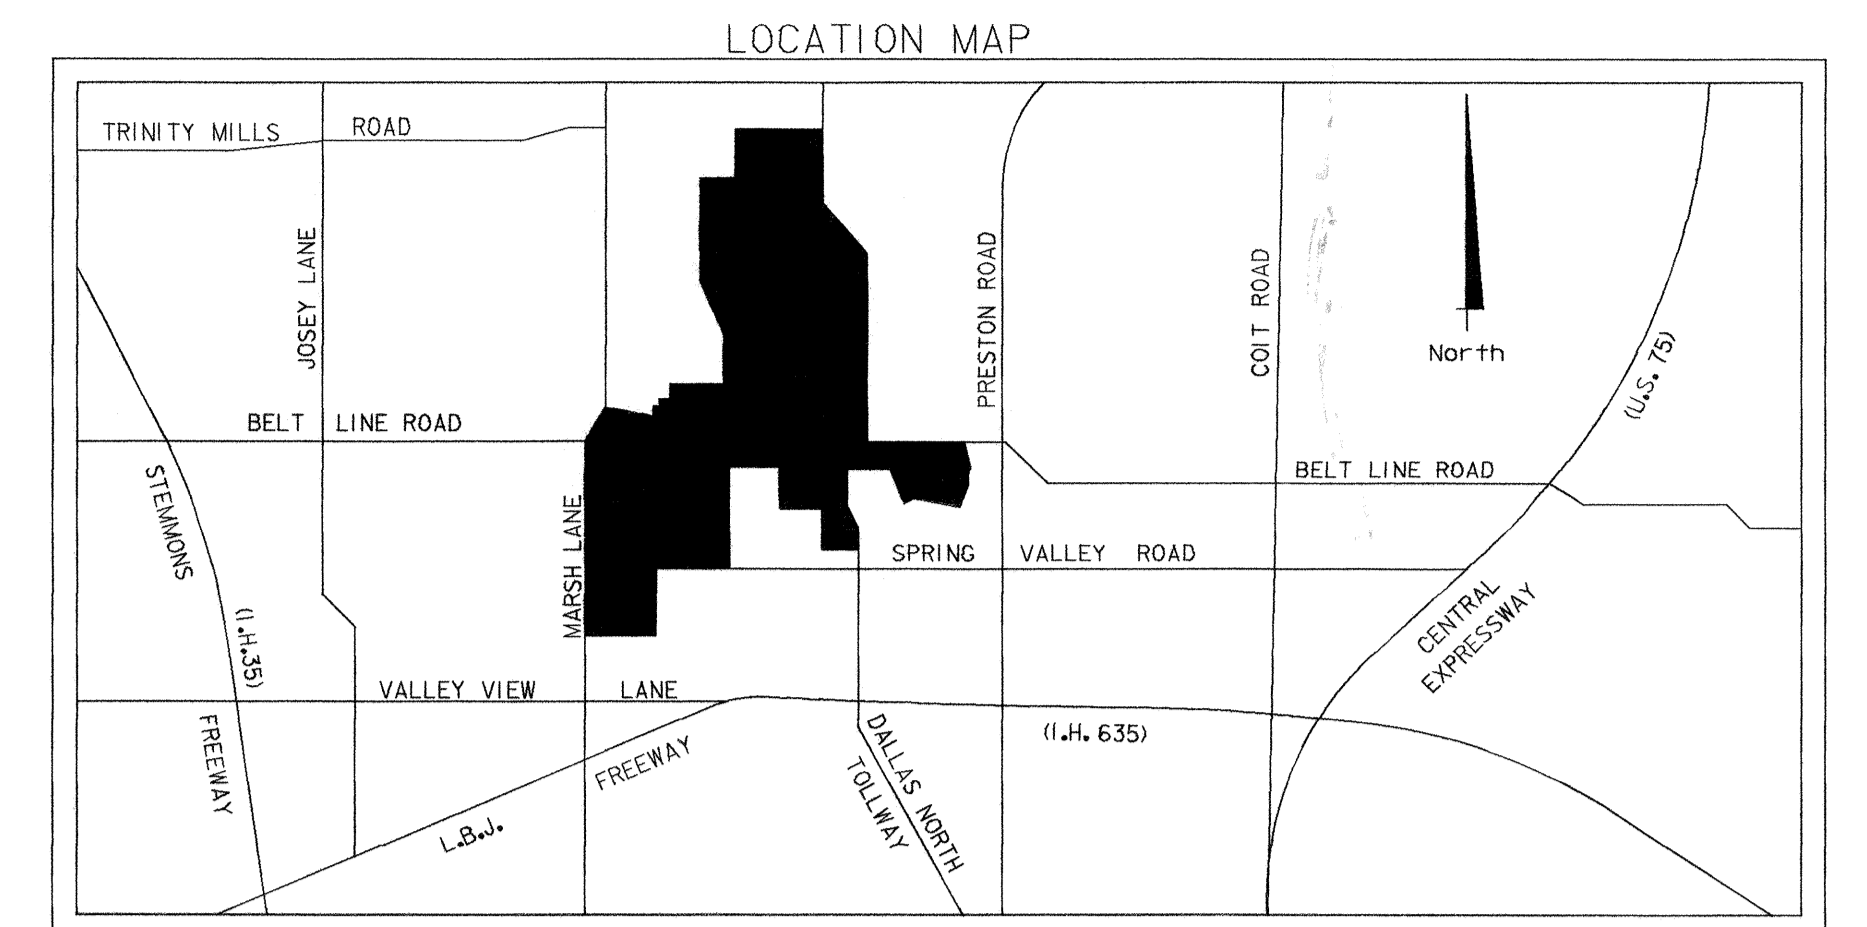 LOCATION MAP
TRINITY MILLS ROAD
JOSEY LANE
PRESTON ROAD
COIT ROAD
North
(U.S. 75)
BELT LINE ROAD
BELT LINE ROAD
STEMMONS
(I.H.35)
FREEWAY
MARSH LANE
SPRING VALLEY ROAD
CENTRAL
EXPRESSWAY
VALLEY VIEW LANE
(I.H. 635)
L.B.J. FREEWAY
DALLAS NORTH
TOLLWAY